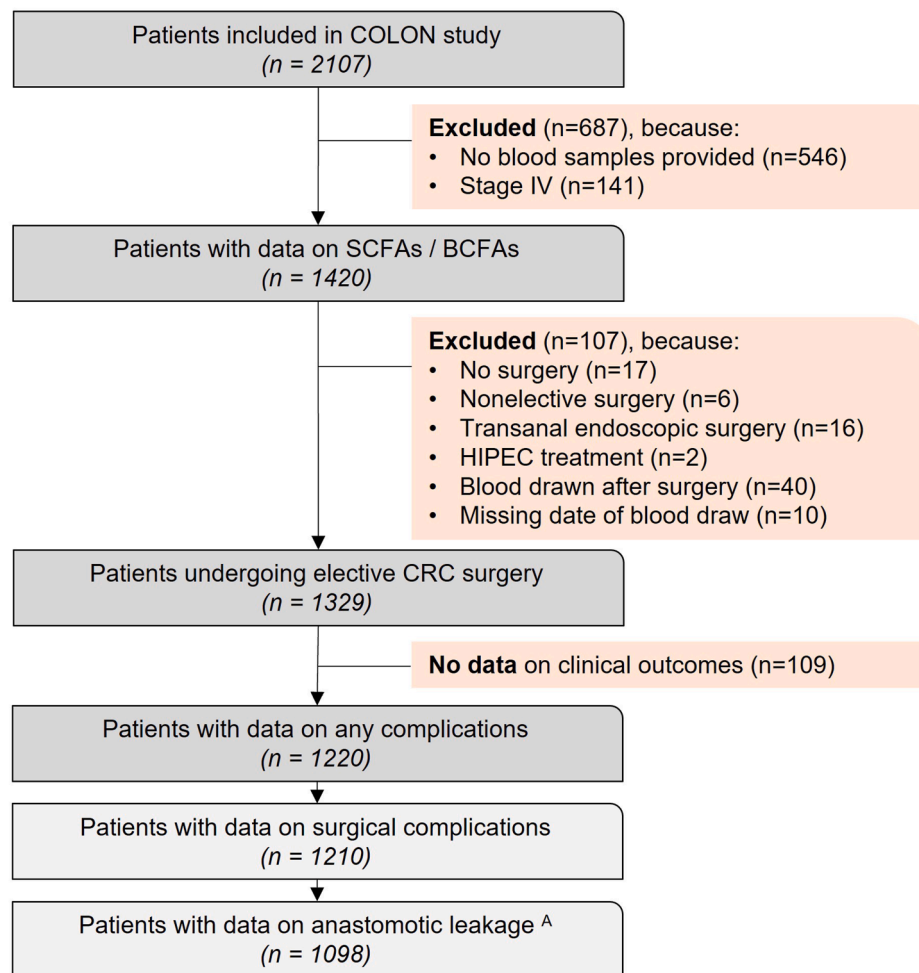 Patients included in COLON study
(n = 2107)
Excluded (n=687), because:
• No blood samples provided (n=546)
• Stage IV (n=141)
Patients with data on SCFAs / BCFAs
(n = 1420)
Excluded (n=107), because:
• No surgery (n=17)
• Nonelective surgery (n=6)
• Transanal endoscopic surgery (n=16)
• HIPEC treatment (n=2)
• Blood drawn after surgery (n=40)
• Missing date of blood draw (n=10)
Patients undergoing elective CRC surgery
(n = 1329)
No data on clinical outcomes (n=109)
Patients with data on any complications
(n = 1220)
Patients with data on surgical complications
(n = 1210)
Patients with data on anastomotic leakage A
(n = 1098)